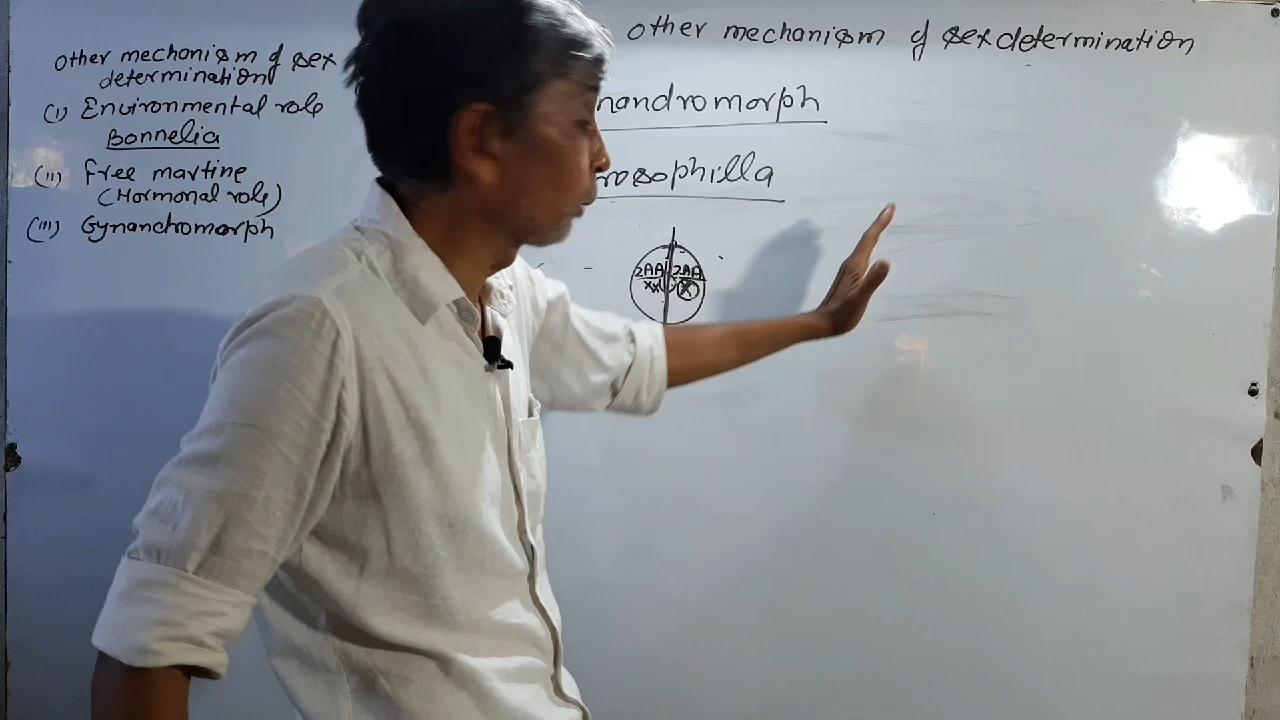 other mechanism of sex
determination
(i) Environmental role
Bonnelia
(ii) free martine
(Hormonal role)
(iii) Gynandromorph
other mechanism of sex determination
nandromorph
rosophilla
2AA 2AA
XX X